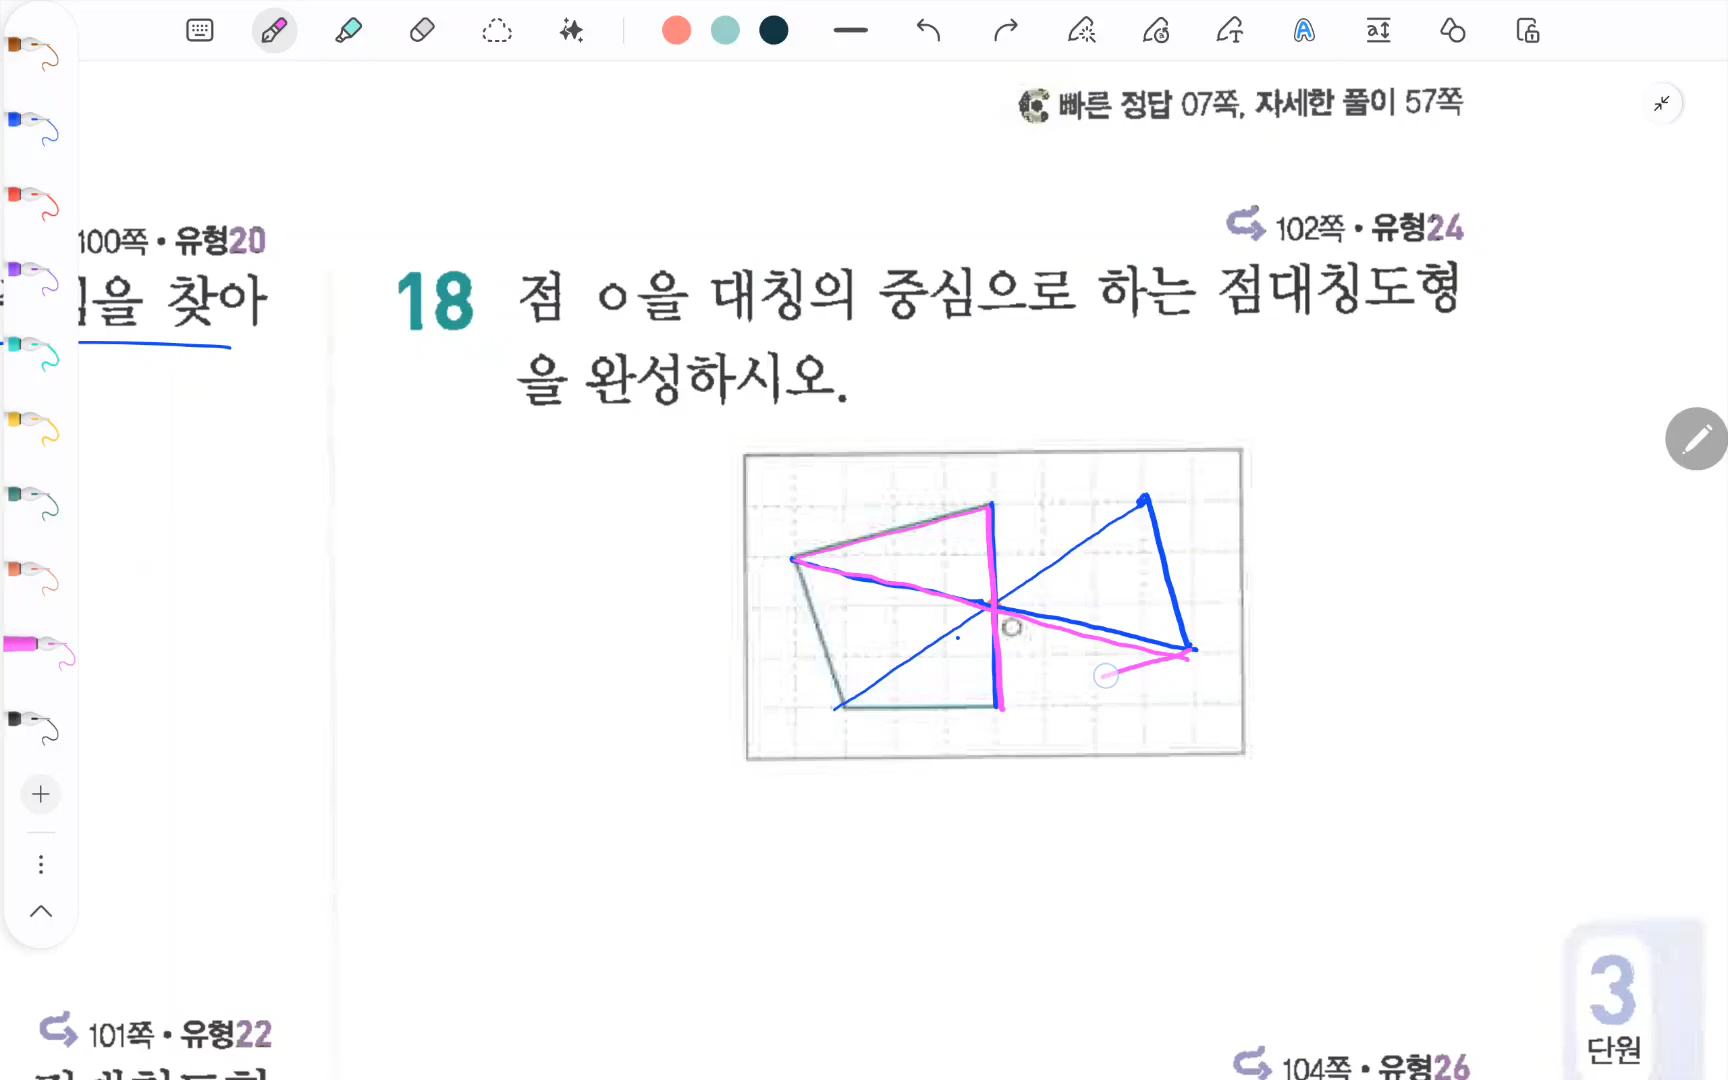 빠른 정답 07쪽, 자세한 풀이 57쪽
100쪽 • 유형20
을 찾아
102쪽 • 유형24
18 점 ㅇ을 대칭의 중심으로 하는 점대칭도형
을 완성하시오.
ㅇ
3
단원
101쪽 • 유형22
104쪽 • 유형26